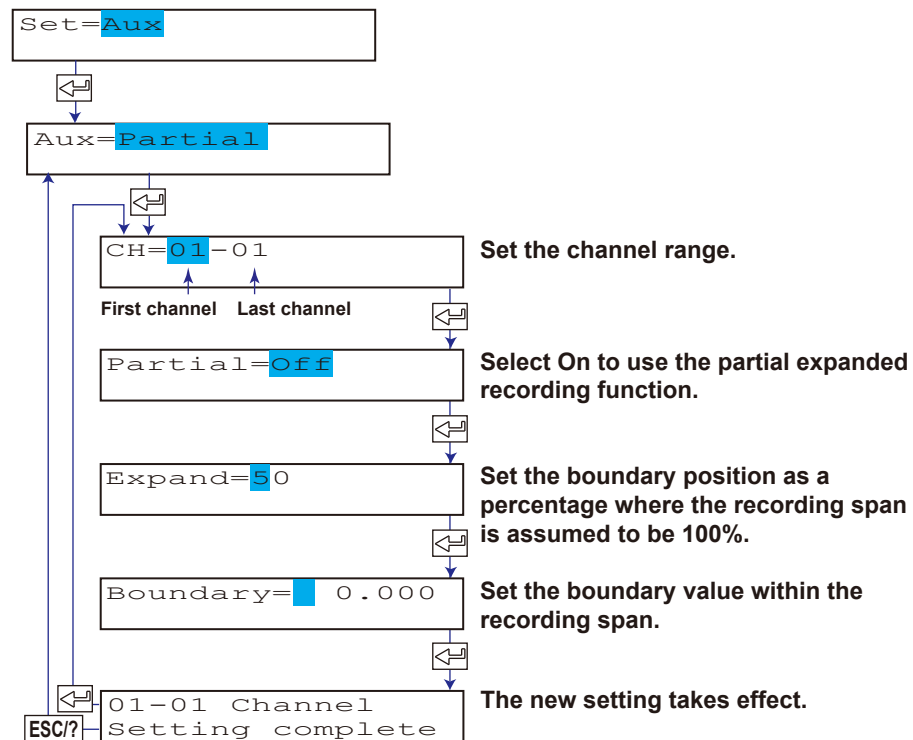 Set=Aux
Aux=Partial
CH=01-01
Set the channel range.
First channel Last channel
Partial=Off
Select On to use the partial expanded
recording function.
Expand=50
Set the boundary position as a
percentage where the recording span
is assumed to be 100%.
Boundary= 0.000
Set the boundary value within the
recording span.
01-01 Channel
Setting complete
The new setting takes effect.
ESC/?